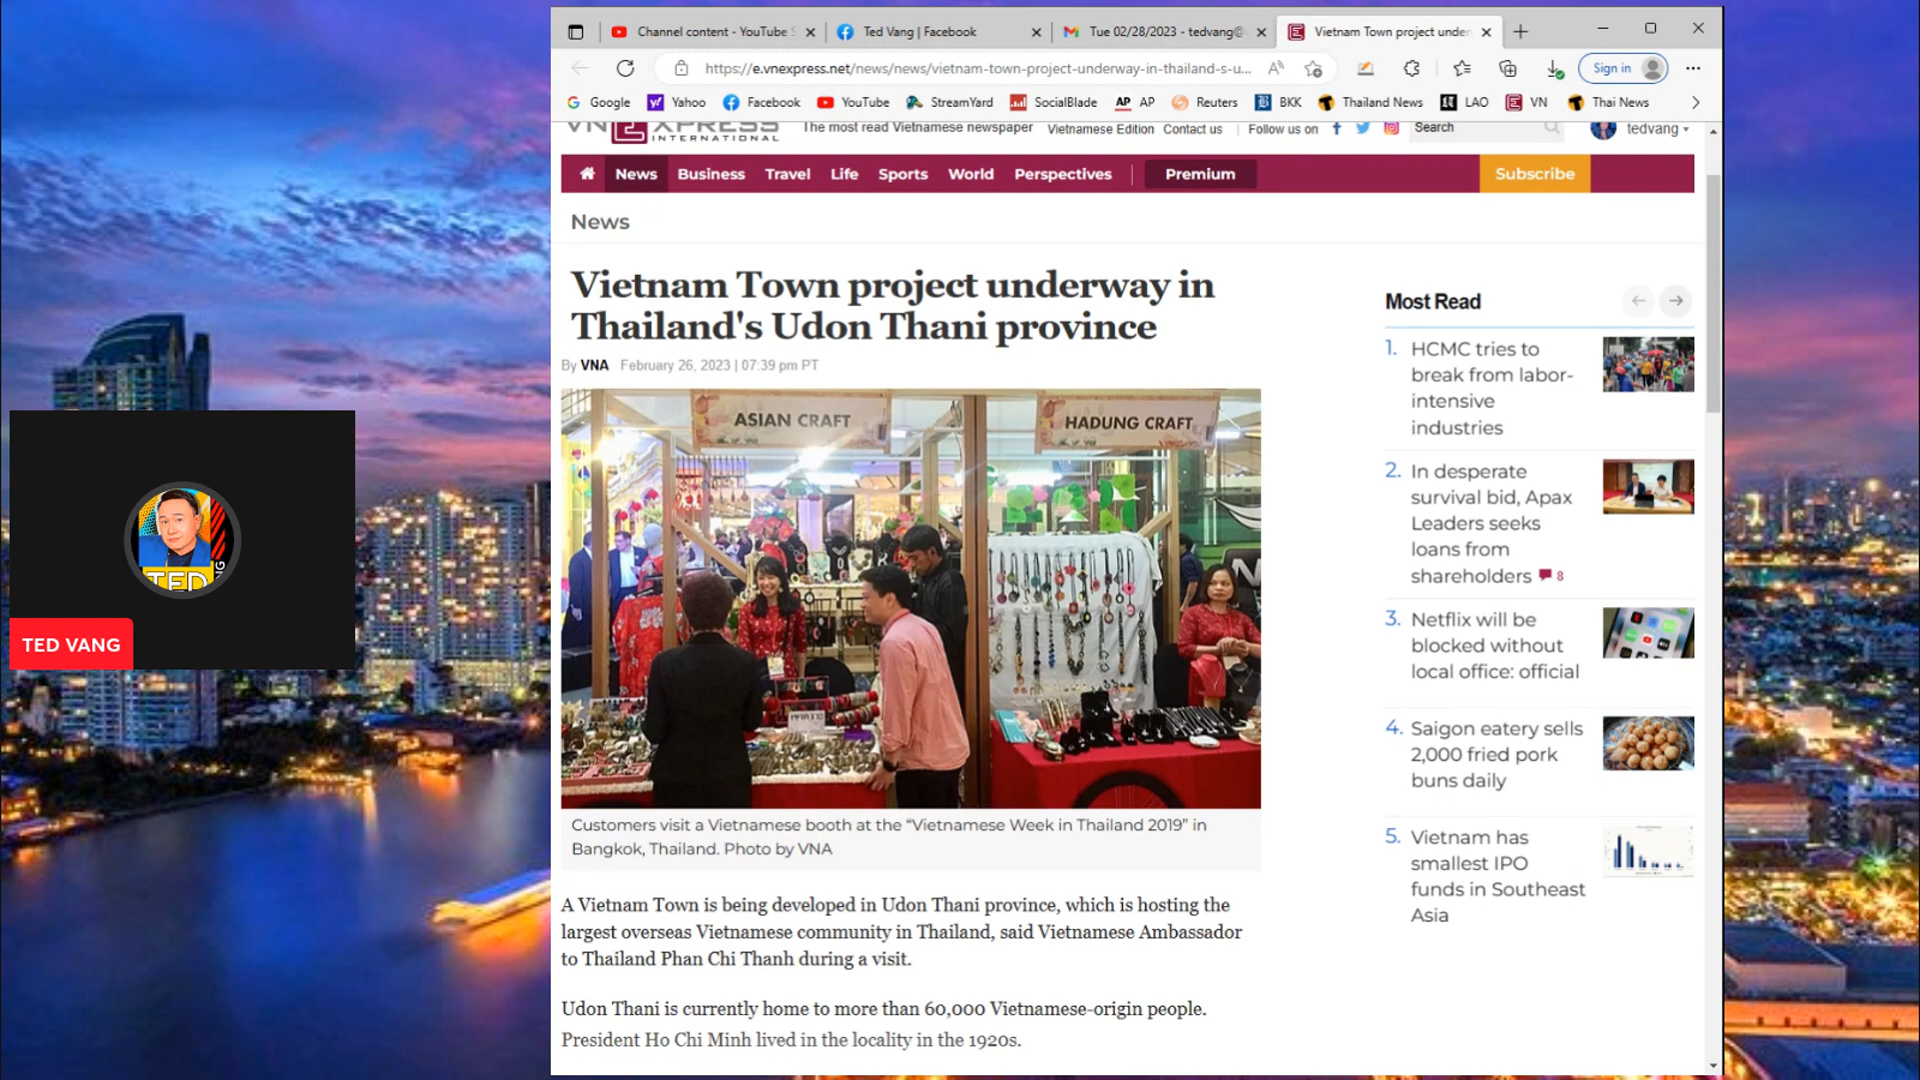 Channel content - YouTube S
Ted Vang | Facebook
Tue 02/28/2023 - tedvang@
Vietnam Town project under
https://e.vnexpress.net/news/news/vietnam-town-project-underway-in-thailand-s-u...
Sign in
Google
Yahoo
Facebook
YouTube
StreamYard
SocialBlade
AP AP
Reuters
BKK
Thailand News
LAO
VN
Thai News
VNEXPRESS
INTERNATIONAL
The most read Vietnamese newspaper
Vietnamese Edition
Contact us
Follow us on
Search
tedvang
News
Business
Travel
Life
Sports
World
Perspectives
Premium
Subscribe
News
Vietnam Town project underway in
Thailand's Udon Thani province
By VNA February 26, 2023 | 07:39 pm PT
ASIAN CRAFT
HADUNG CRAFT
Customers visit a Vietnamese booth at the “Vietnamese Week in Thailand 2019” in
Bangkok, Thailand. Photo by VNA
A Vietnam Town is being developed in Udon Thani province, which is hosting the
largest overseas Vietnamese community in Thailand, said Vietnamese Ambassador
to Thailand Phan Chi Thanh during a visit.
Udon Thani is currently home to more than 60,000 Vietnamese-origin people.
President Ho Chi Minh lived in the locality in the 1920s.
Most Read
1. HCMC tries to
break from labor-
intensive
industries
2. In desperate
survival bid, Apax
Leaders seeks
loans from
shareholders 8
3. Netflix will be
blocked without
local office: official
4. Saigon eatery sells
2,000 fried pork
buns daily
5. Vietnam has
smallest IPO
funds in Southeast
Asia
TED
TED VANG